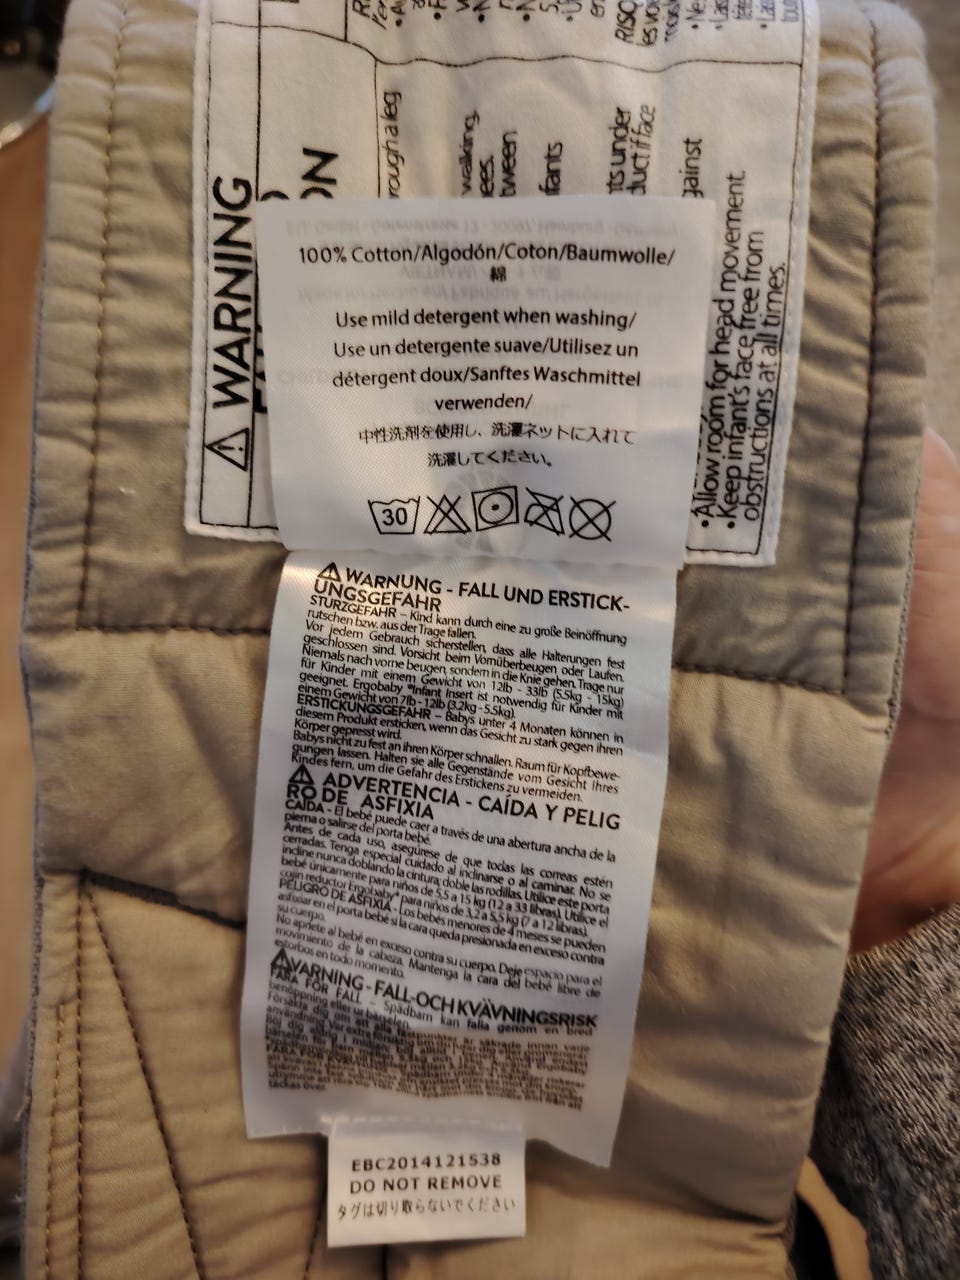 ⚠ WARNING
rough a leg
walking,
ees.
tween
fants
ts under
duct if face
gainst
•Allow room for head movement.
•Keep infant's face free from
obstructions at all times.
100% Cotton/Algodón/Coton/Baumwolle/
綿
Use mild detergent when washing/
Use un detergente suave/Utilisez un
détergent doux/Sanftes Waschmittel
verwenden/
中性洗剤を使用し、洗濯ネットに入れて
洗濯してください。
30
⚠ WARNUNG - FALL UND ERSTICK-
UNGSGEFAHR
STURZGEFAHR – Kind kann durch eine zu große Beinöffnung
rutschen bzw. aus der Trage fallen.
Vor jedem Gebrauch sicherstellen, dass alle Halterungen fest
geschlossen sind. Vorsicht beim Vornüberbeugen oder Laufen.
Niemals nach vorne beugen, sondern in die Knie gehen. Trage nur
für Kinder mit einem Gewicht von 12lb - 33lb (5.5kg - 15kg)
geeignet. Ergobaby "Infant Insert ist notwendig für Kinder mit
einem Gewicht von 7lb - 12lb (3.2kg - 5.5kg).
ERSTICKUNGSGEFAHR – Babys unter 4 Monaten können in
diesem Produkt ersticken, wenn das Gesicht zu stark gegen ihren
Körper gepresst wird.
Babys nicht zu fest an ihren Körper schnallen. Raum für Kopfbewe-
gungen lassen. Halten sie alle Gegenstände vom Gesicht Ihres
Kindes fern, um die Gefahr des Erstickens zu vermeiden.
⚠ ADVERTENCIA - CAÍDA Y PELIG
RO DE ASFIXIA
CAÍDA - El bebé puede caer a través de una abertura ancha de la
pierna o salirse del porta bebé.
Antes de cada uso, asegúrese de que todas las correas estén
cerradas. Tenga especial cuidado al inclinarse o al caminar. No se
incline nunca doblando la cintura; doble las rodillas. Utilice este porta
bebé únicamente para niños de 5,5 a 15 kg (12 a 33 libras). Utilice el
cojín reductor Ergobaby" para niños de 3,2 a 5,5 kg (7 a 12 libras).
PELIGRO DE ASFIXIA - Los bebés menores de 4 meses se pueden
asfixiar en el porta bebé si la cara queda presionada en exceso contra
su cuerpo.
No apriete al bebé en exceso contra su cuerpo. Deje espacio para el
movimiento de la cabeza. Mantenga la cara del bebé libre de
estorbos en todo momento.
⚠VARNING - FALL-OCH KVÄVNINGSRISK
FARA FÖR FALL – Spädbarn kan falla genom en bred
benöppning eller ur bärselen.
EBC2014121538
DO NOT REMOVE
タグは切り取らないでください